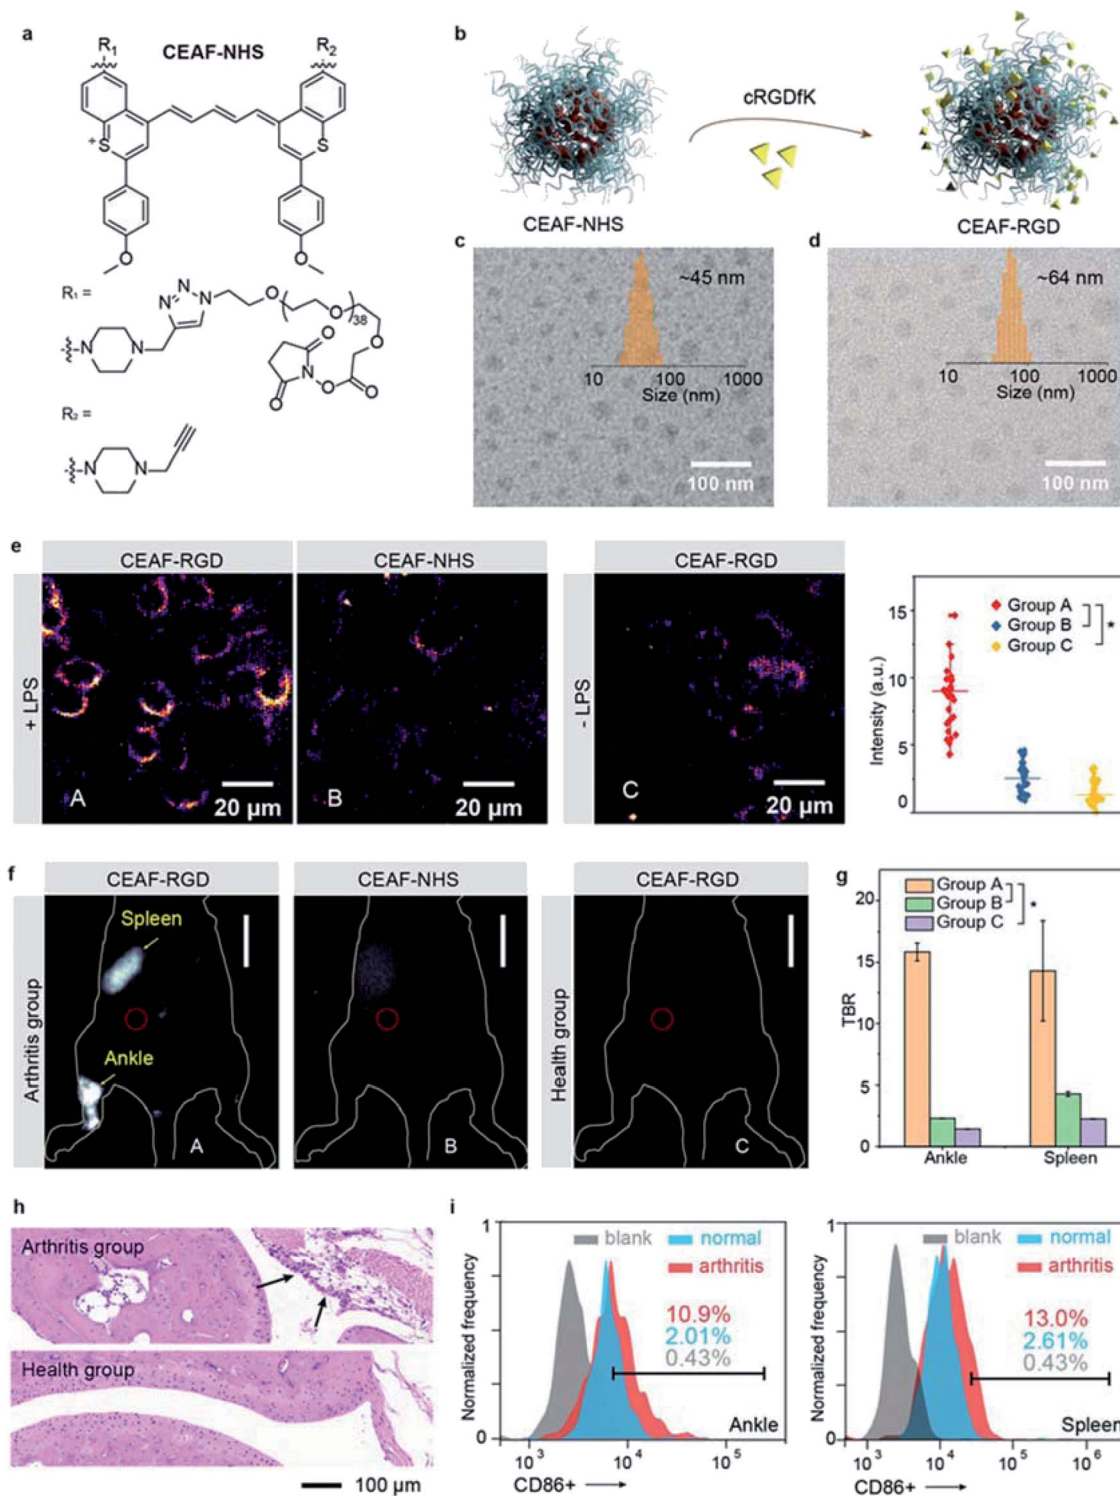 a
R1
CEAF-NHS
R2
S
+
S
O
O
R1 =
N
N
N
O
O
O
38
O
N
N
O
N
O
O
O
R2 =
N
N
b
cRGDfK
CEAF-NHS
CEAF-RGD
c
~45 nm
10 100 1000
Size (nm)
100 nm
d
~64 nm
10 100 1000
Size (nm)
100 nm
e
CEAF-RGD
CEAF-NHS
CEAF-RGD
+ LPS
A
20 µm
B
20 µm
- LPS
C
20 µm
Intensity (a.u.)
15
10
5
0
Group A
Group B
Group C
*
f
CEAF-RGD
CEAF-NHS
CEAF-RGD
Arthritis group
Spleen
Ankle
A
B
Health group
C
g
TBR
20
15
10
5
0
Group A
Group B
Group C
*
Ankle
Spleen
h
Arthritis group
Health group
100 µm
i
Normalized frequency
1
0
blank
normal
arthritis
10.9%
2.01%
0.43%
Ankle
10³ 10⁴ 10⁵
CD86+
Normalized frequency
1
0
blank
normal
arthritis
13.0%
2.61%
0.43%
Spleen
10³ 10⁴ 10⁵ 10⁶
CD86+